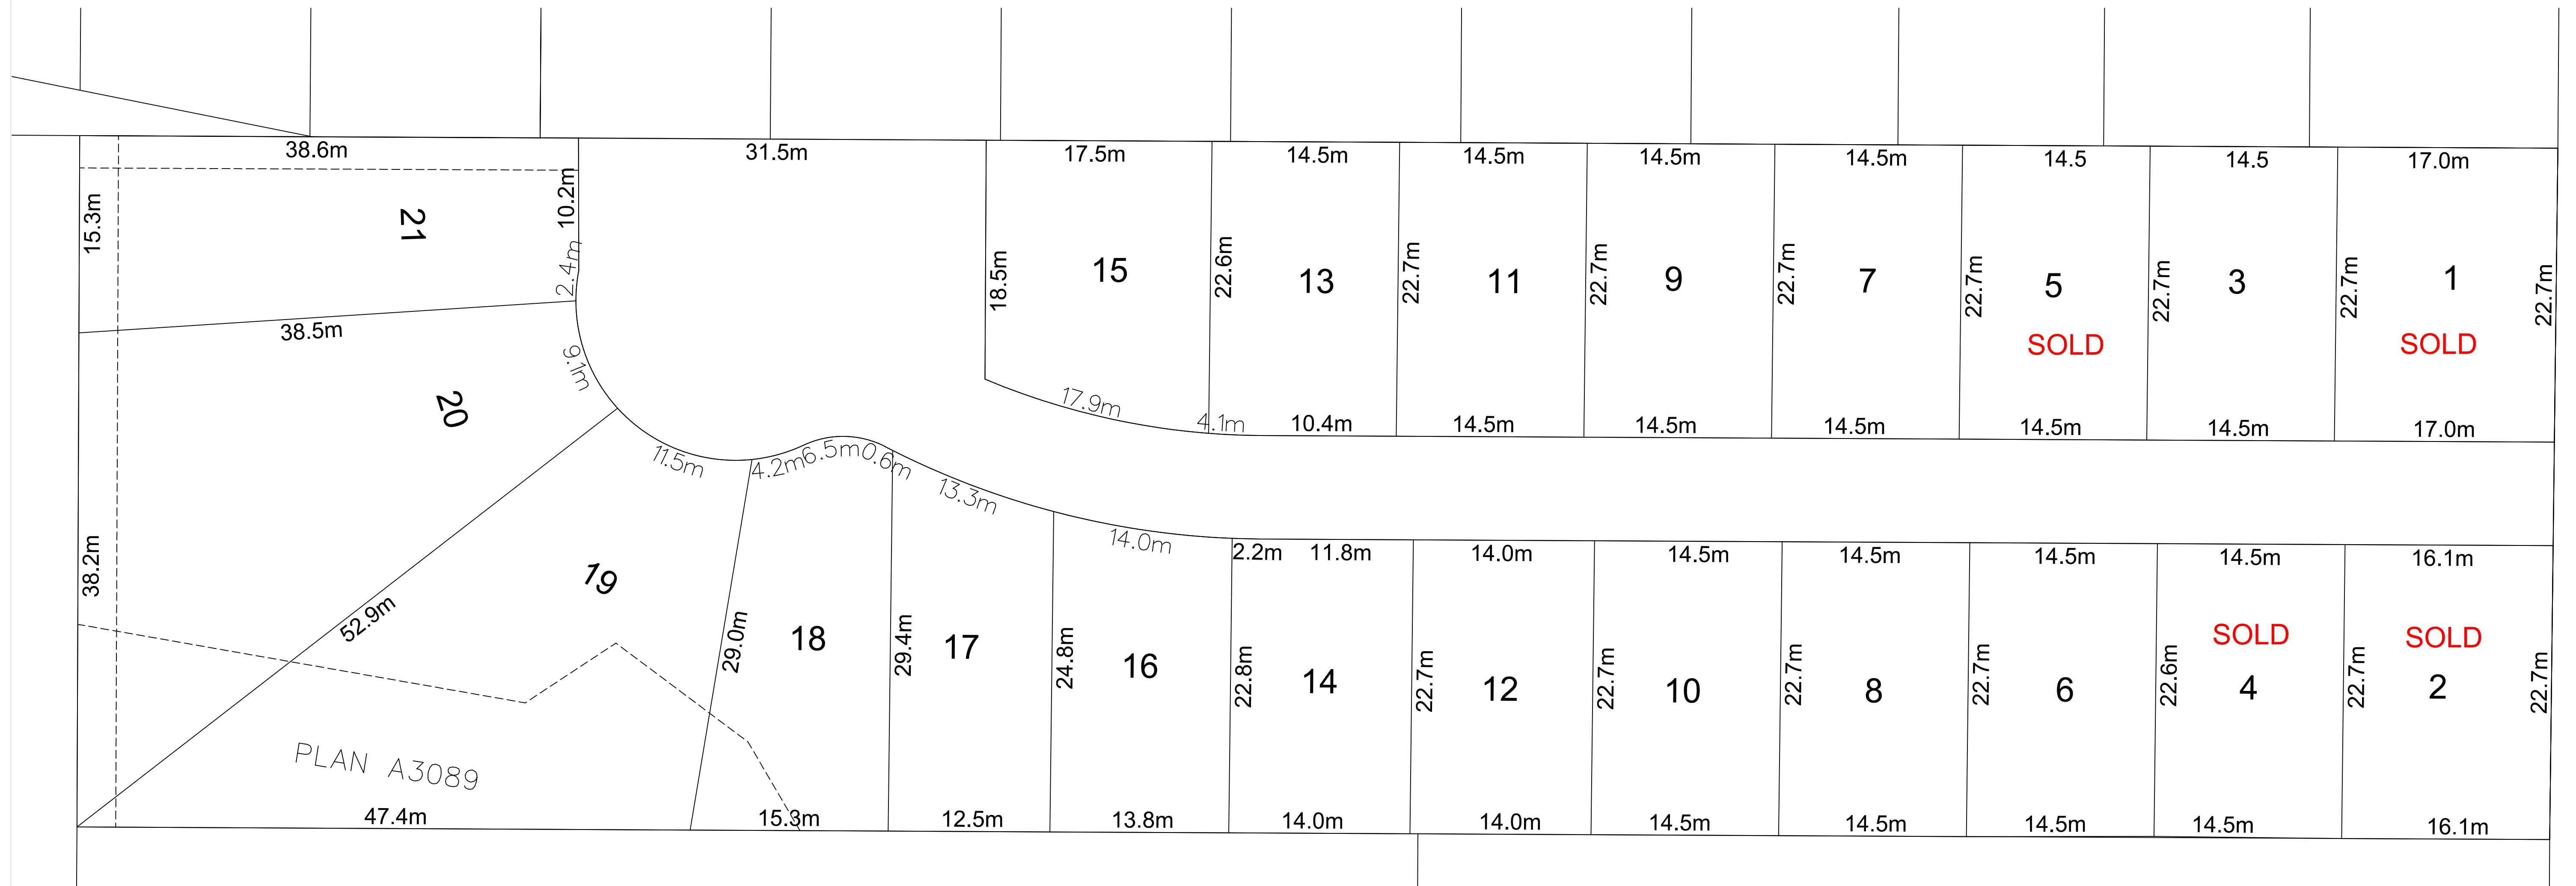 38.6m
31.5m
17.5m
14.5m
14.5m
14.5m
14.5m
14.5
14.5
17.0m
15.3m
21
10.2m
2.4m
18.5m
15
22.6m
13
22.7m
11
22.7m
9
22.7m
7
22.7m
5
SOLD
22.7m
3
22.7m
1
SOLD
22.7m
38.5m
9.1m
20
17.9m
4.1m
10.4m
14.5m
14.5m
14.5m
14.5m
14.5m
17.0m
11.5m
4.2m
6.5m
0.6m
13.3m
14.0m
2.2m
11.8m
14.0m
14.5m
14.5m
14.5m
14.5m
16.1m
38.2m
52.9m
19
29.0m
18
29.4m
17
24.8m
16
22.8m
14
22.7m
12
22.7m
10
22.7m
8
22.7m
6
22.6m
SOLD
4
22.7m
SOLD
2
22.7m
PLAN A3089
47.4m
15.3m
12.5m
13.8m
14.0m
14.0m
14.5m
14.5m
14.5m
14.5m
16.1m